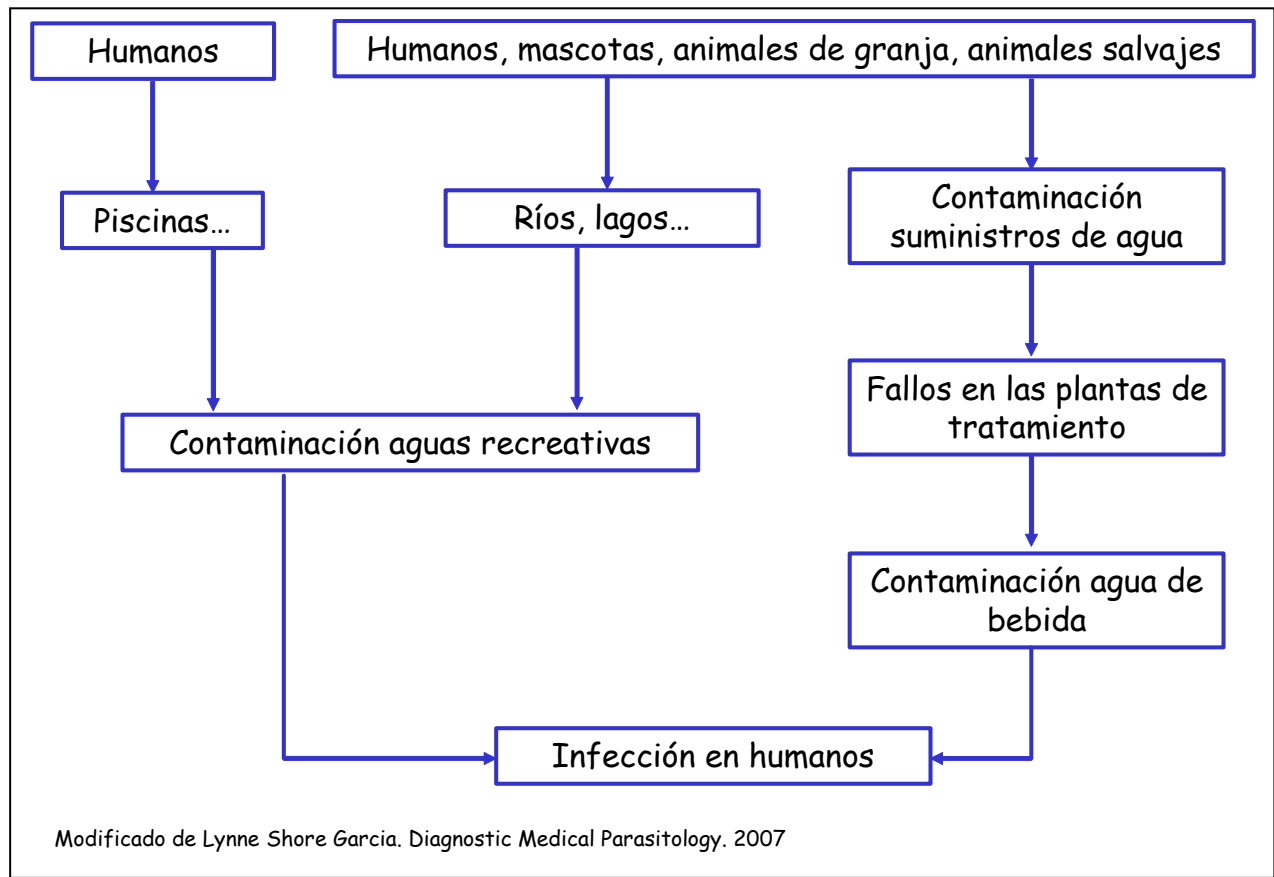 Humanos
Humanos, mascotas, animales de granja, animales salvajes
Piscinas…
Ríos, lagos…
Contaminación
suministros de agua
Fallos en las plantas de
tratamiento
Contaminación aguas recreativas
Contaminación agua de
bebida
Infección en humanos
Modificado de Lynne Shore Garcia. Diagnostic Medical Parasitology. 2007